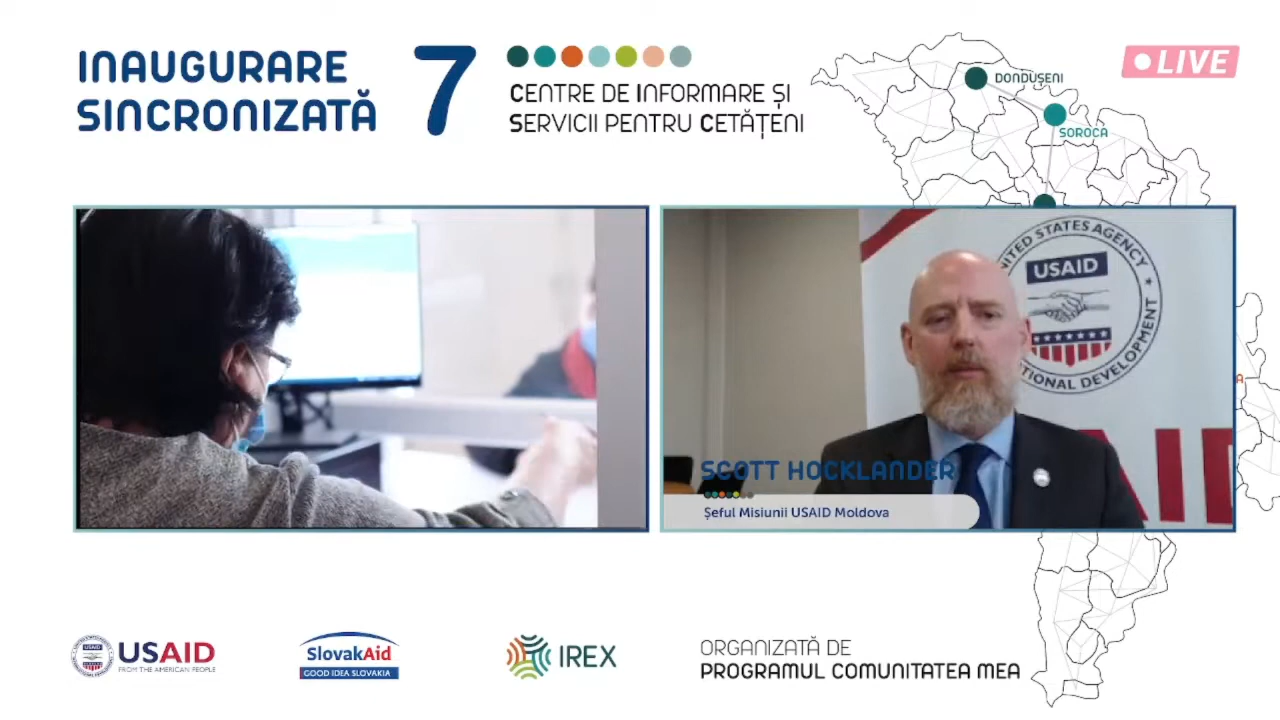 INAUGURARE
SINCRONIZATĂ
7
CENTRE DE INFORMARE ȘI
SERVICII PENTRU CETĂȚENI
DONDUȘENI
SOROCA
LIVE
UNITED STATES AGENCY
USAID
INTERNATIONAL DEVELOPMENT
AID
SCOTT HOCKLANDER
Șeful Misiunii USAID Moldova
USAID
FROM THE AMERICAN PEOPLE
SlovakAid
GOOD IDEA SLOVAKIA
IREX
ORGANIZATĂ DE
PROGRAMUL COMUNITATEA MEA